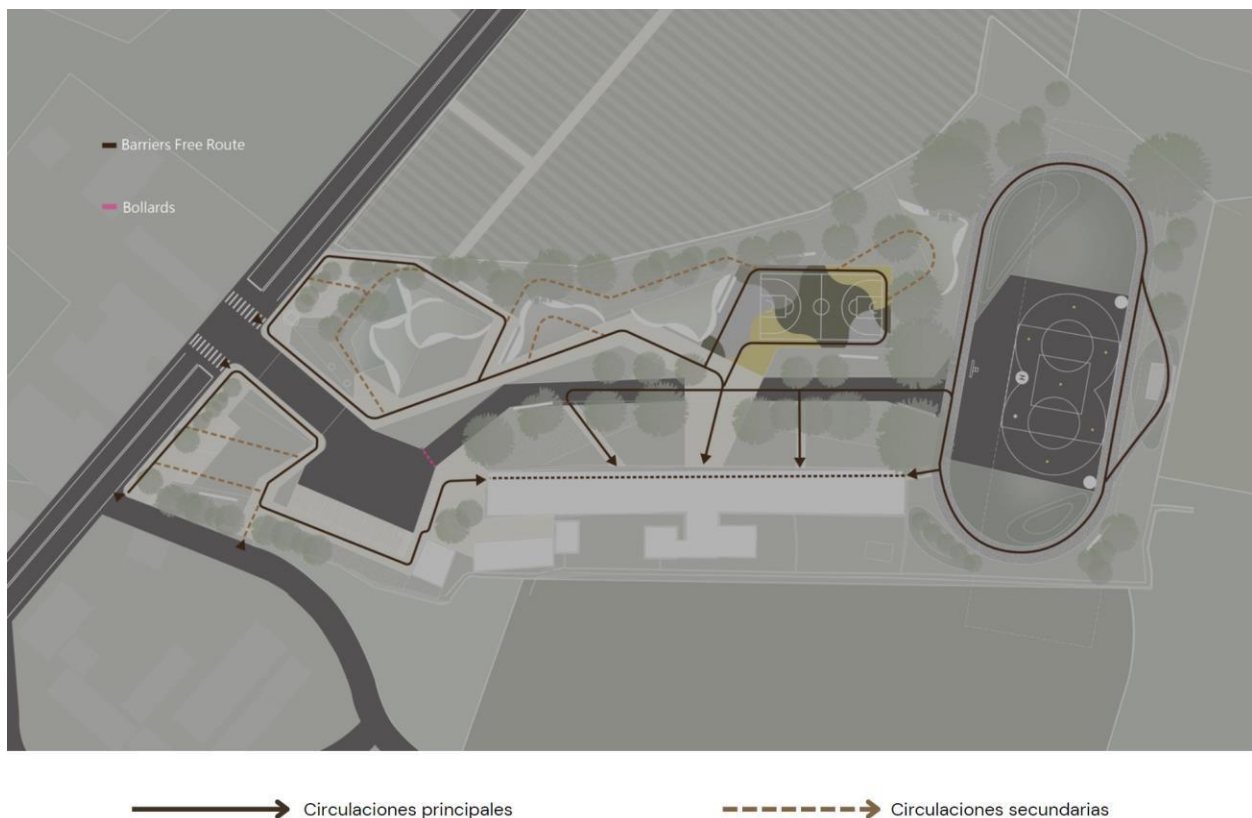 Barriers Free Route
Bollards
H
Circulaciones principales
Circulaciones secundarias